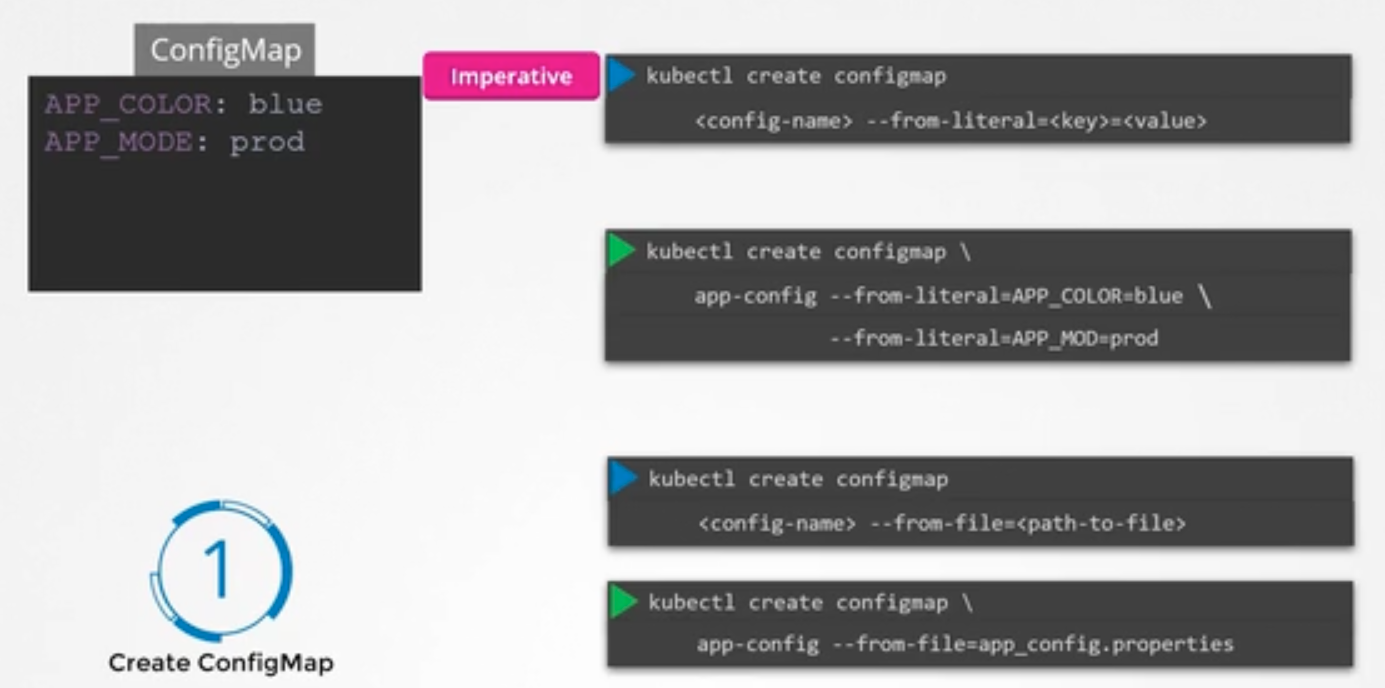 ConfigMap
APP_COLOR: blue
APP_MODE: prod
Imperative
kubectl create configmap
<config-name> --from-literal=<key>=<value>
kubectl create configmap \
app-config --from-literal=APP_COLOR=blue \
--from-literal=APP_MOD=prod
kubectl create configmap
<config-name> --from-file=<path-to-file>
kubectl create configmap \
app-config --from-file=app_config.properties
1
Create ConfigMap